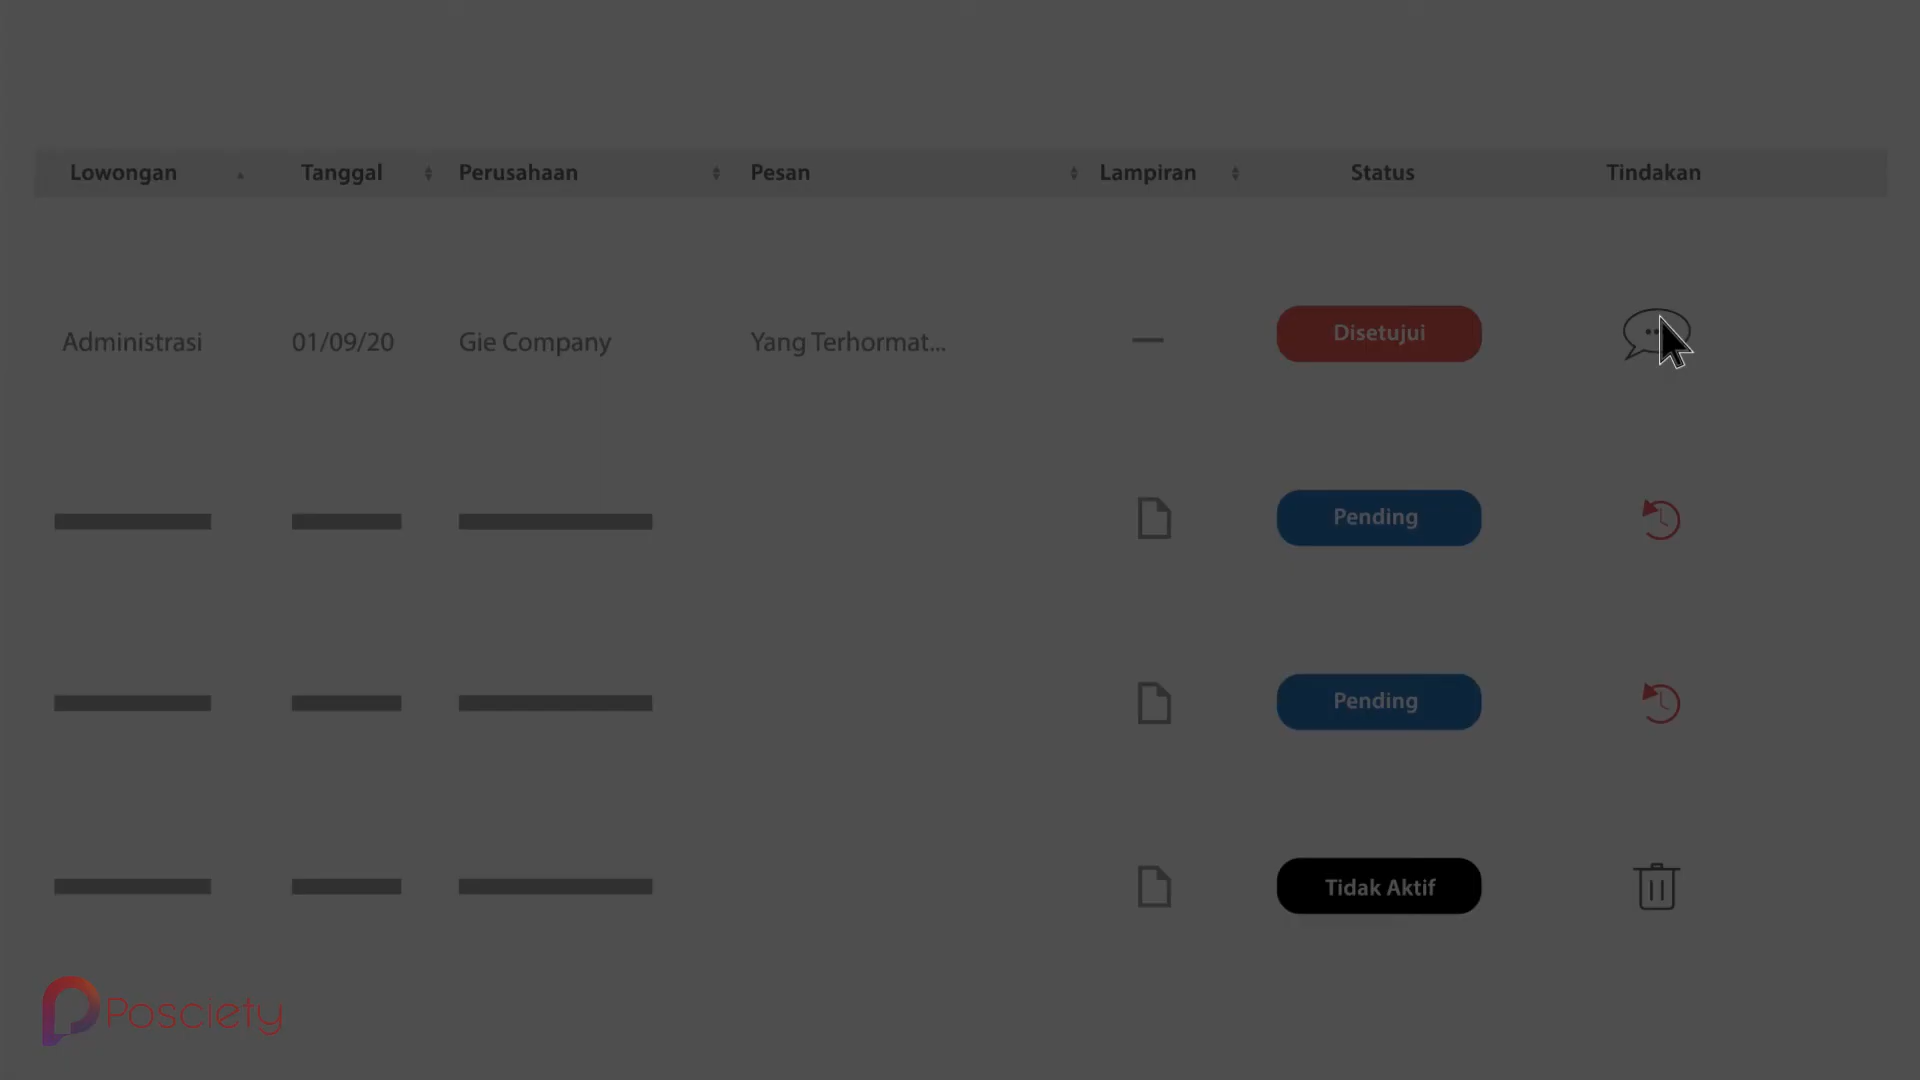 Lowongan Tanggal Perusahaan Pesan Lampiran Status Tindakan
Administrasi 01/09/20 Gie Company Yang Terhormat... Disetujui
Pending
Pending
Tidak Aktif
Posciety